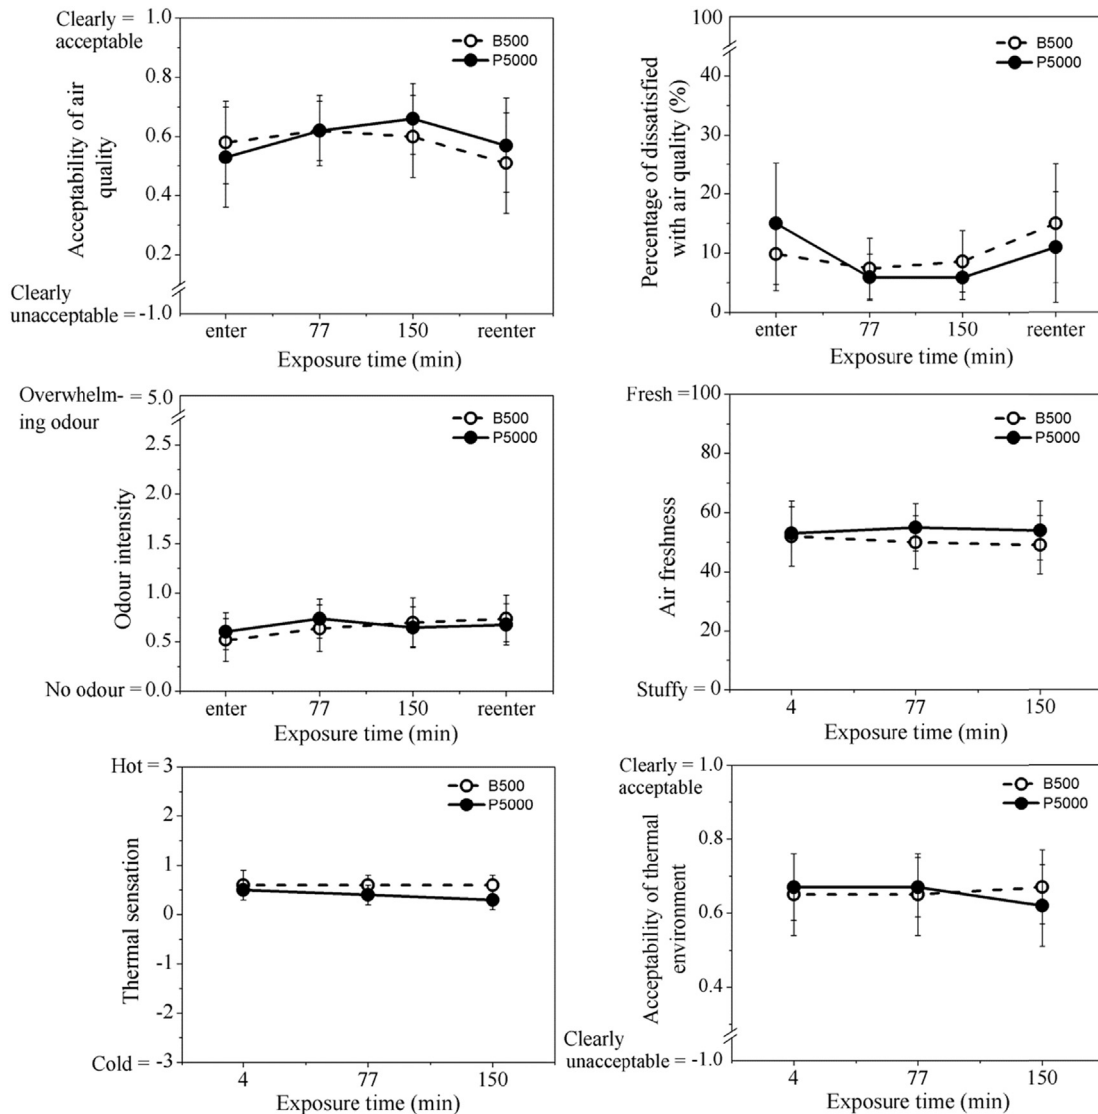 Clearly =
acceptable
1.0
0.8
0.6
0.4
0.2
Clearly
unacceptable = -1.0
Acceptability of air
quality
B500
P5000
enter 77 150 reenter
Exposure time (min)
100
40
30
20
10
0
Percentage of dissatisfied
with air quality (%)
B500
P5000
enter 77 150 reenter
Exposure time (min)
Overwhelm-
ing odour
= 5.0
2.5
2.0
1.5
1.0
0.5
No odour = 0.0
Odour intensity
B500
P5000
enter 77 150 reenter
Exposure time (min)
Fresh = 100
80
60
40
20
Stuffy = 0
Air freshness
B500
P5000
4 77 150
Exposure time (min)
Hot = 3
2
1
0
-1
-2
Cold = -3
Thermal sensation
B500
P5000
4 77 150
Exposure time (min)
Clearly =
acceptable
1.0
0.8
0.6
0.4
Clearly
unacceptable = -1.0
Acceptability of thermal
environment
B500
P5000
4 77 150
Exposure time (min)